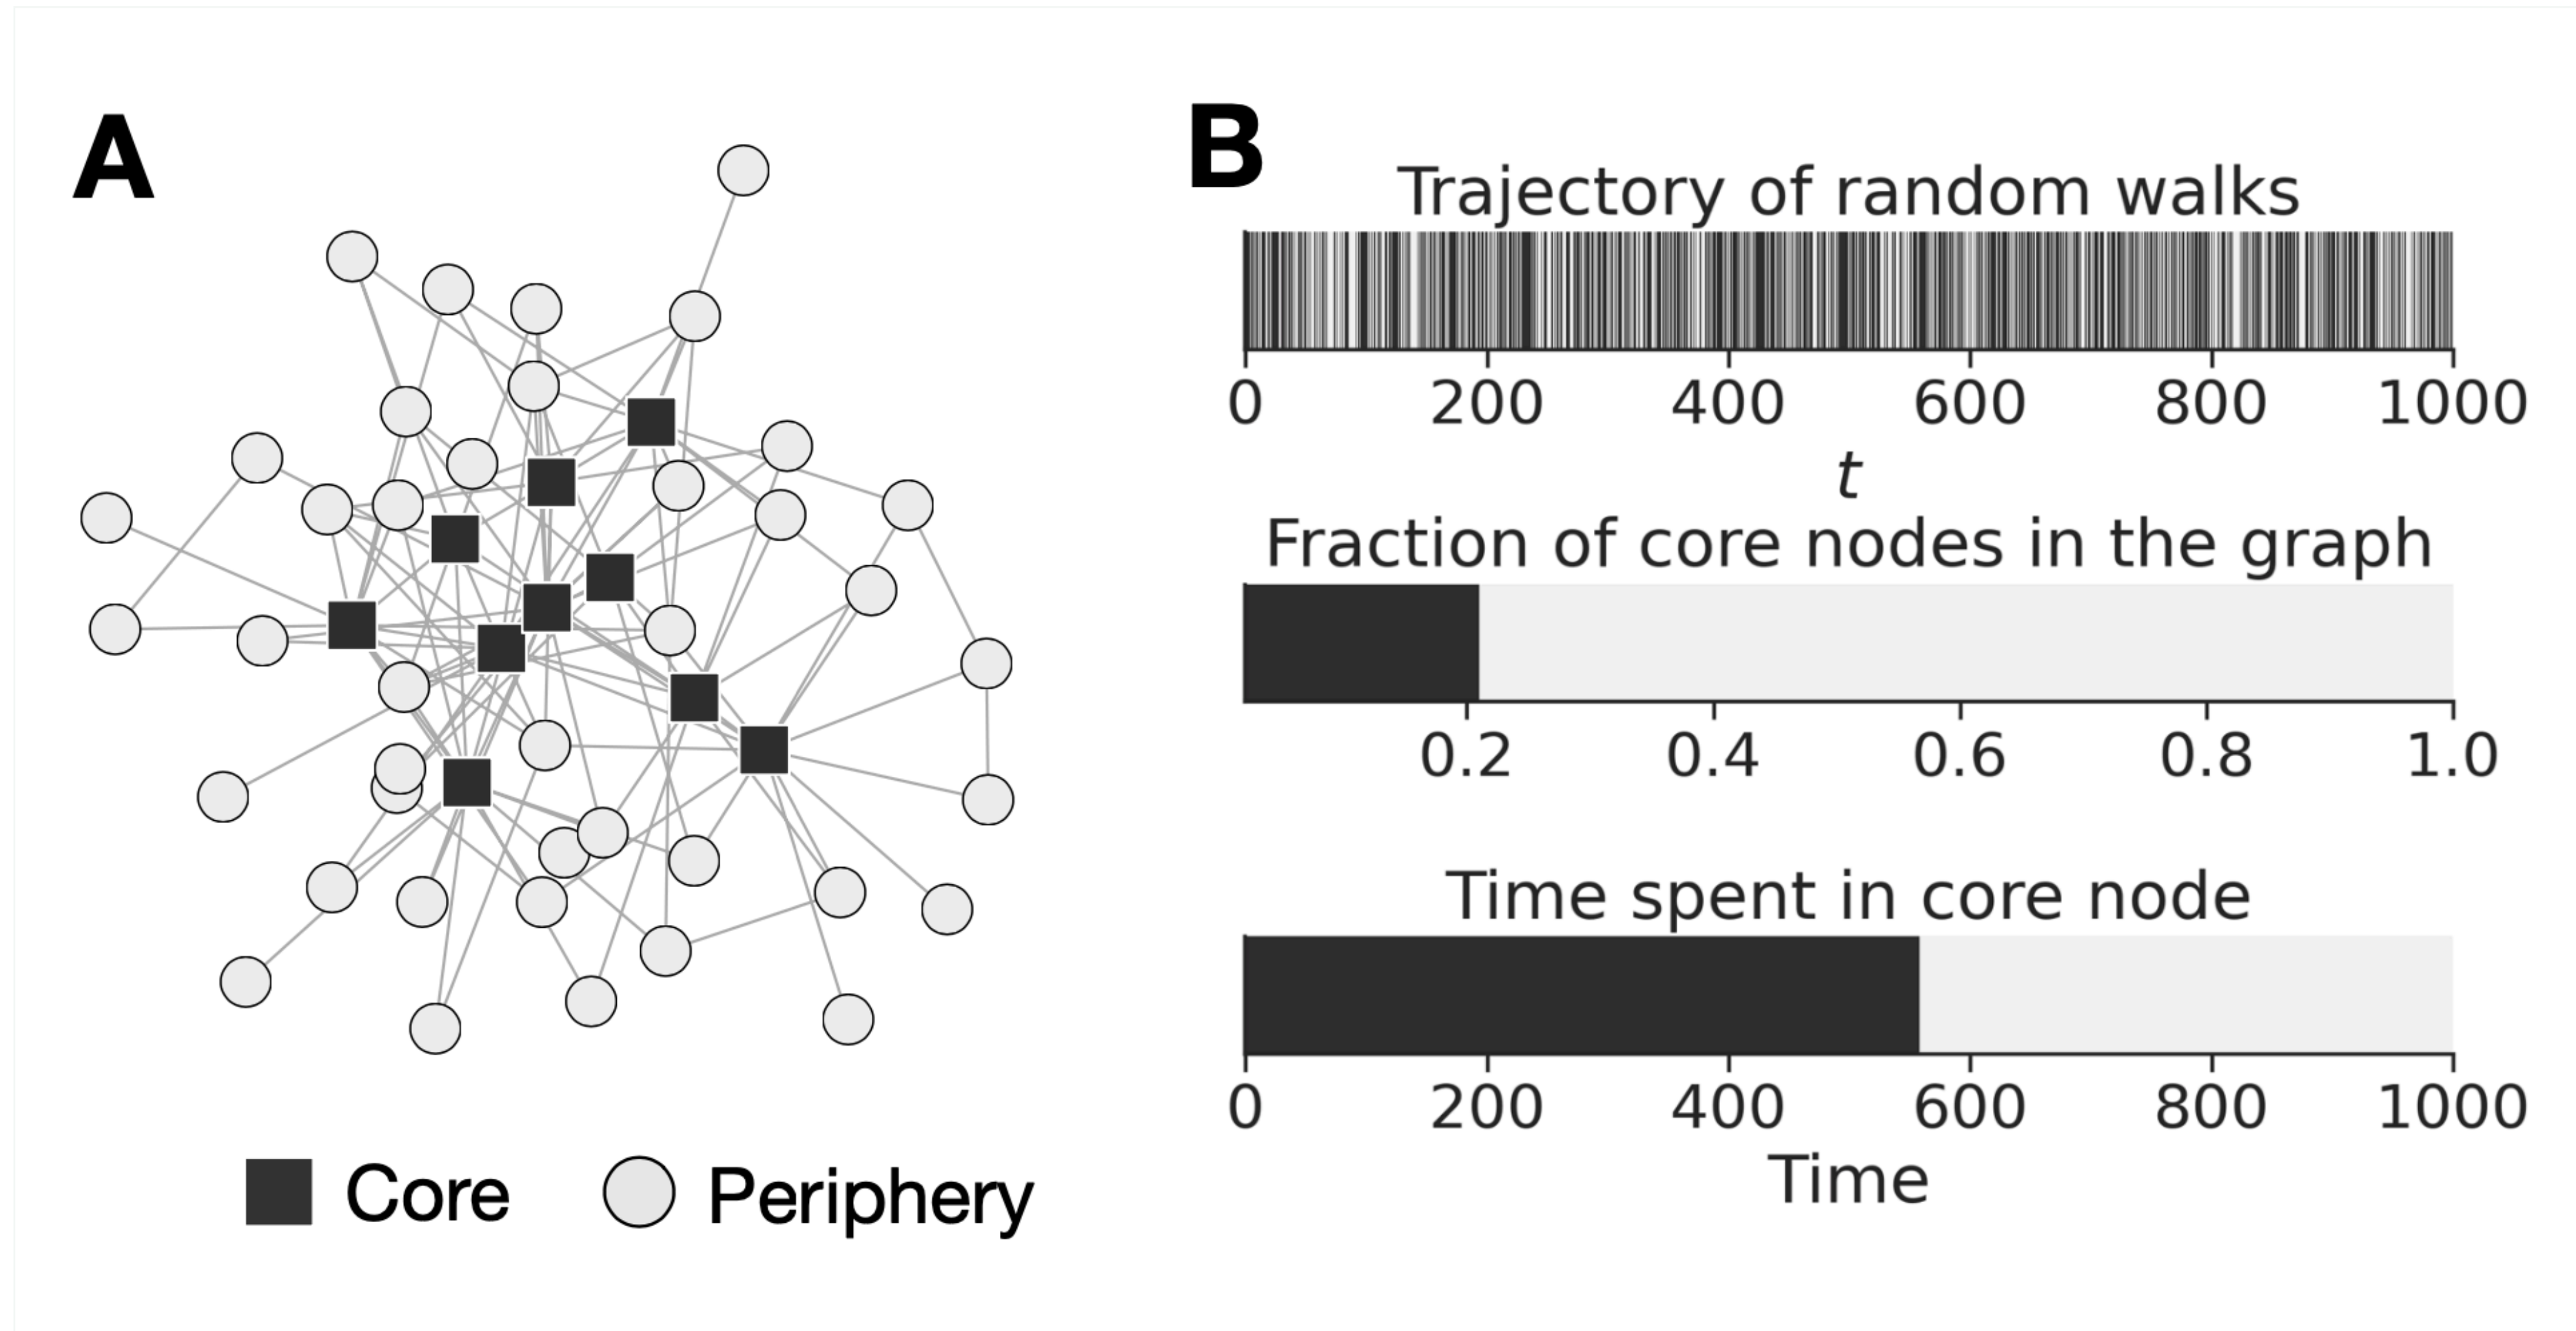 A
Core Periphery
B
Trajectory of random walks
0 200 400 600 800 1000
t
Fraction of core nodes in the graph
0.2 0.4 0.6 0.8 1.0
Time spent in core node
0 200 400 600 800 1000
Time